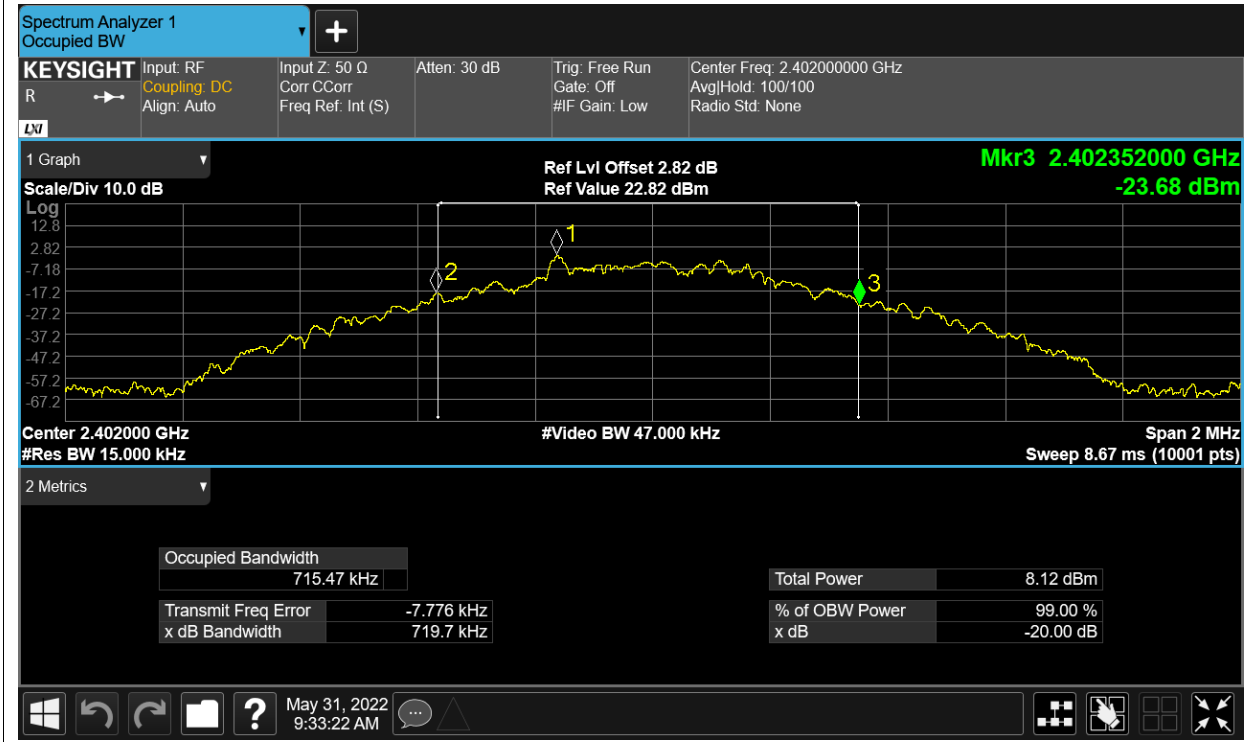 Spectrum Analyzer 1
Occupied BW
KEYSIGHT
R
LXI
Input: RF
Coupling: DC
Align: Auto
Input Z: 50 Ω
Corr CCorr
Freq Ref: Int (S)
Atten: 30 dB
Trig: Free Run
Gate: Off
#IF Gain: Low
Center Freq: 2.402000000 GHz
Avg|Hold: 100/100
Radio Std: None
1 Graph
Scale/Div 10.0 dB
Ref Lvl Offset 2.82 dB
Ref Value 22.82 dBm
Mkr3 2.402352000 GHz
-23.68 dBm
Log
12.8
2.82
-7.18
-17.2
-27.2
-37.2
-47.2
-57.2
-67.2
1
2
3
Center 2.402000 GHz
#Res BW 15.000 kHz
#Video BW 47.000 kHz
Span 2 MHz
Sweep 8.67 ms (10001 pts)
2 Metrics
Occupied Bandwidth
715.47 kHz
Transmit Freq Error -7.776 kHz
x dB Bandwidth 719.7 kHz
Total Power 8.12 dBm
% of OBW Power 99.00 %
x dB -20.00 dB
?
May 31, 2022
9:33:22 AM